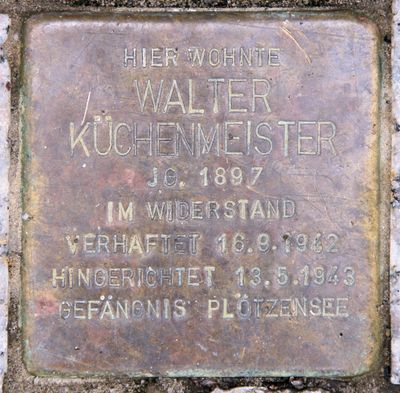 HIER WOHNTE
WALTER
KÜCHENMEISTER
JG. 1897
IM WIDERSTAND
VERHAFTET 16.9.1942
HINGERICHTET 13.5.1943
GEFÄNGNIS PLÖTZENSEE